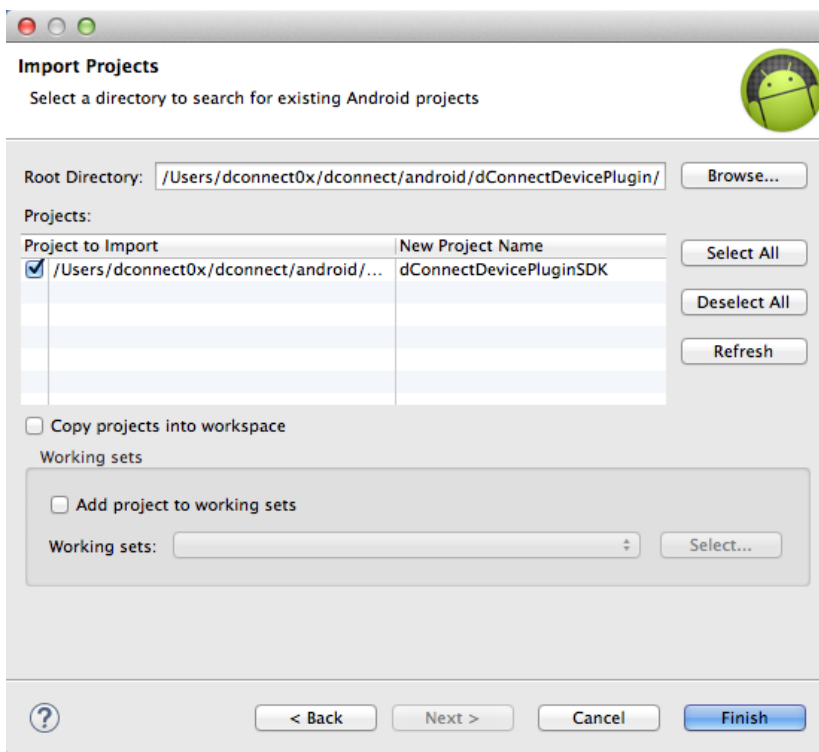 Import Projects
Select a directory to search for existing Android projects
Root Directory: /Users/dconnect0x/dconnect/android/dConnectDevicePlugin/ Browse...
Projects:
Project to Import New Project Name Select All
/Users/dconnect0x/dconnect/android/... dConnectDevicePluginSDK
Deselect All
Refresh
Copy projects into workspace
Working sets
Add project to working sets
Working sets: Select...
? < Back Next > Cancel Finish